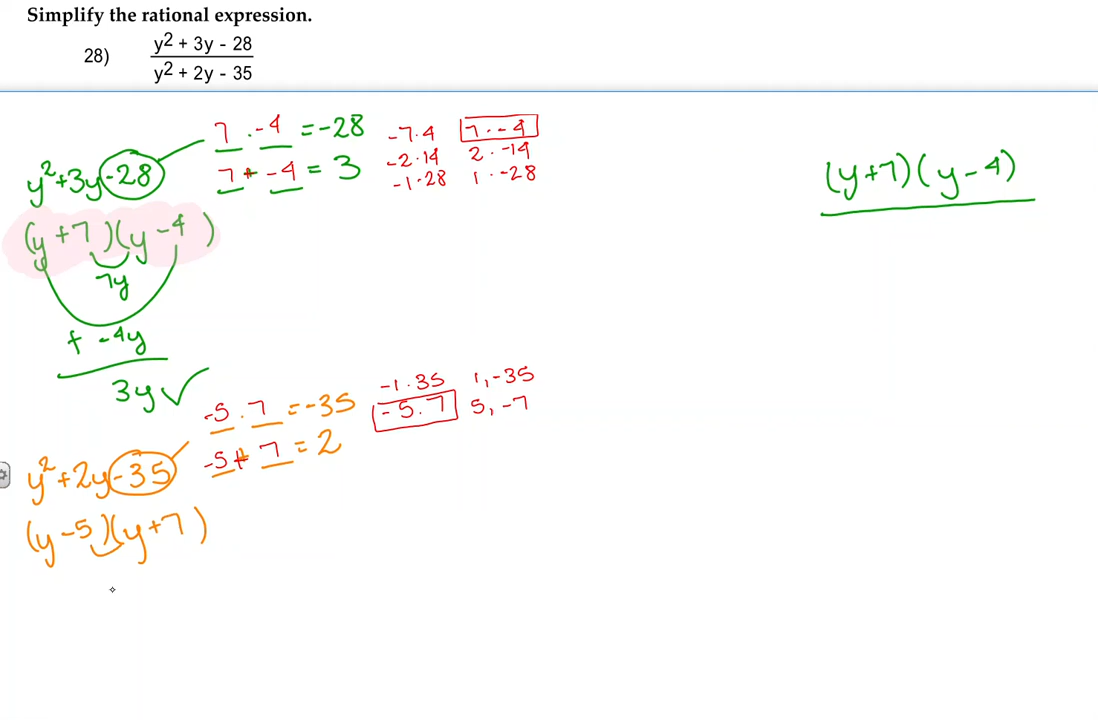 Simplify the rational expression.
28) y² + 3y - 28
y² + 2y - 35
7 · -4 = -28
7 + -4 = 3
-7·4 7·-4
-2·14 2·-14
-1·28 1·-28
y²+3y-28
(y+7)(y-4)
7y
+ -4y
3y✓
(y+7)(y-4)
-5·7 = -35
-5+7 = 2
-1·35 1,-35
-5·7 5,-7
y²+2y-35
(y-5)(y+7)